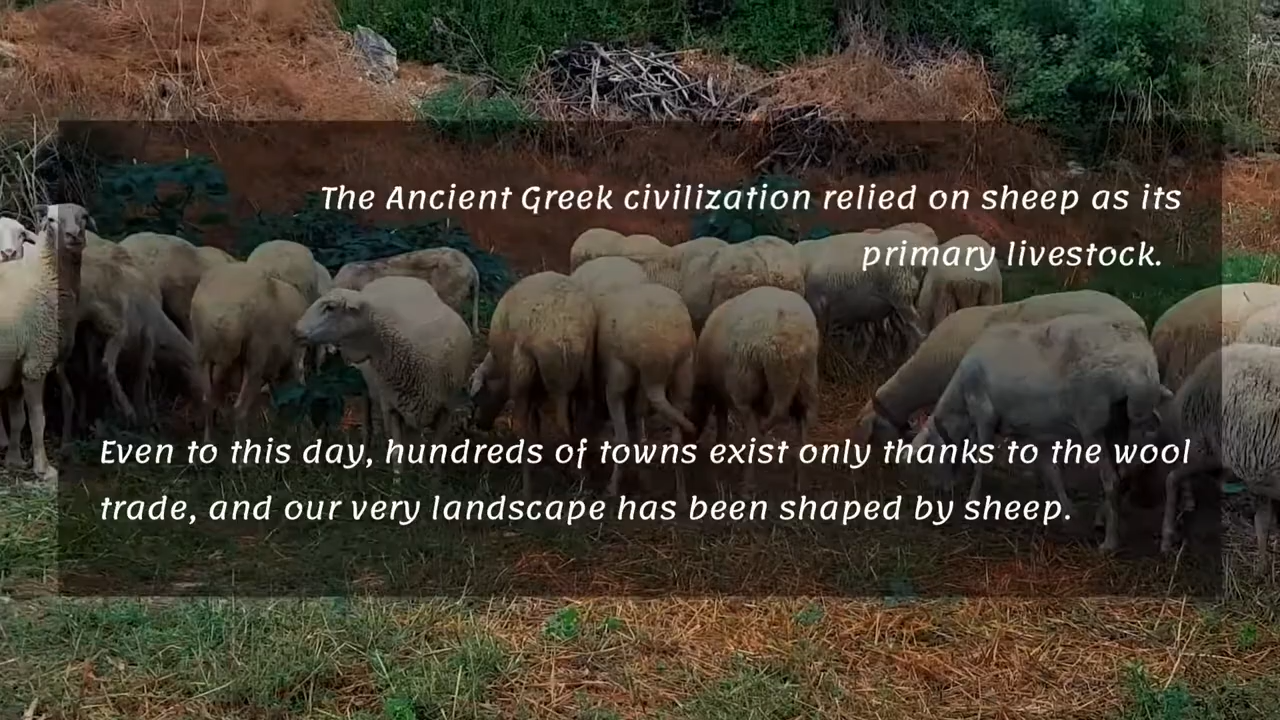 The Ancient Greek civilization relied on sheep as its
primary livestock.
Even to this day, hundreds of towns exist only thanks to the wool
trade, and our very landscape has been shaped by sheep.